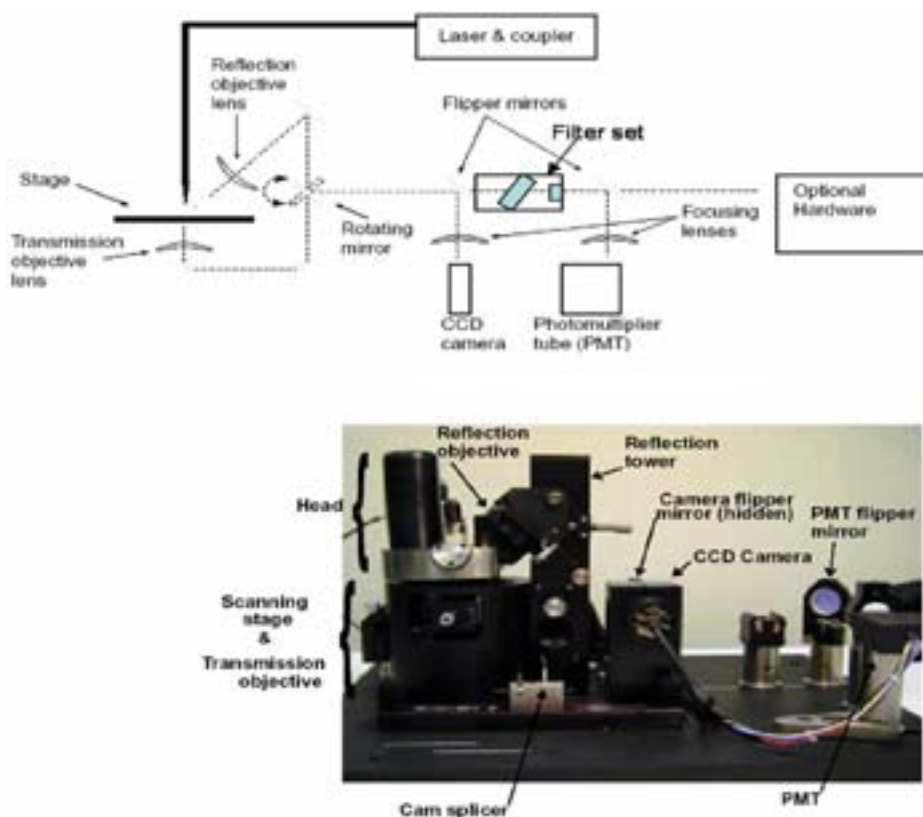 Laser & coupler
Reflection
objective
lens
Flipper mirrors
Filter set
Stage
Optional
Hardware
Rotating
mirror
Focusing
lenses
Transmission
objective
lens
CCD
camera
Photomultiplier
tube (PMT)
Reflection
objective
Reflection
tower
Head
Camera flipper
mirror (hidden)
PMT flipper
mirror
CCD Camera
Scanning
stage
&
Transmission
objective
Cam splicer
PMT